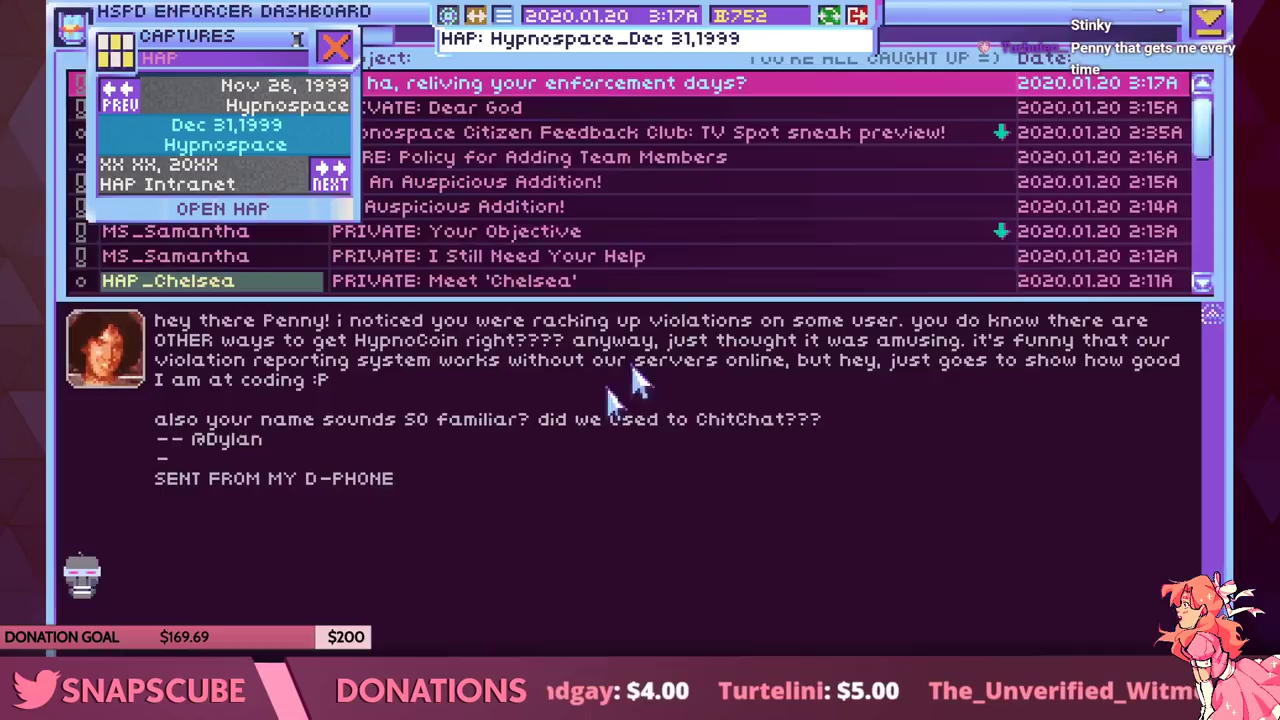 HSPD ENFORCER DASHBOARD
2020.01.20 3:17A
752
CAPTURES
HAP
HAP: Hypnospace_Dec 31,1999
Stinky
Penny that gets me every
time
PREV
Nov 26, 1999
Hypnospace
Dec 31,1999
Hypnospace
XX XX, 20XX
HAP Intranet
NEXT
OPEN HAP
ject:
YOU'RE ALL CAUGHT UP =)
Date:
ha, reliving your enforcement days?
2020.01.20 3:17A
VATE: Dear God
2020.01.20 3:15A
pnospace Citizen Feedback Club: TV Spot sneak preview!
2020.01.20 2:35A
RE: Policy for Adding Team Members
2020.01.20 2:16A
An Auspicious Addition!
2020.01.20 2:15A
Auspicious Addition!
2020.01.20 2:14A
MS_Samantha
PRIVATE: Your Objective
2020.01.20 2:13A
MS_Samantha
PRIVATE: I Still Need Your Help
2020.01.20 2:12A
HAP_Chelsea
PRIVATE: Meet 'Chelsea'
2020.01.20 2:11A
hey there Penny! i noticed you were racking up violations on some user. you do know there are
OTHER ways to get HypnoCoin right???? anyway, just thought it was amusing. it's funny that our
violation reporting system works without our servers online, but hey, just goes to show how good
I am at coding :P
also your name sounds SO familiar? did we used to ChitChat???
-- @Dylan
-
SENT FROM MY D-PHONE
DONATION GOAL
$169.69
$200
SNAPSCUBE
DONATIONS
ndgay: $4.00
Turtelini: $5.00
The_Unverified_Witm